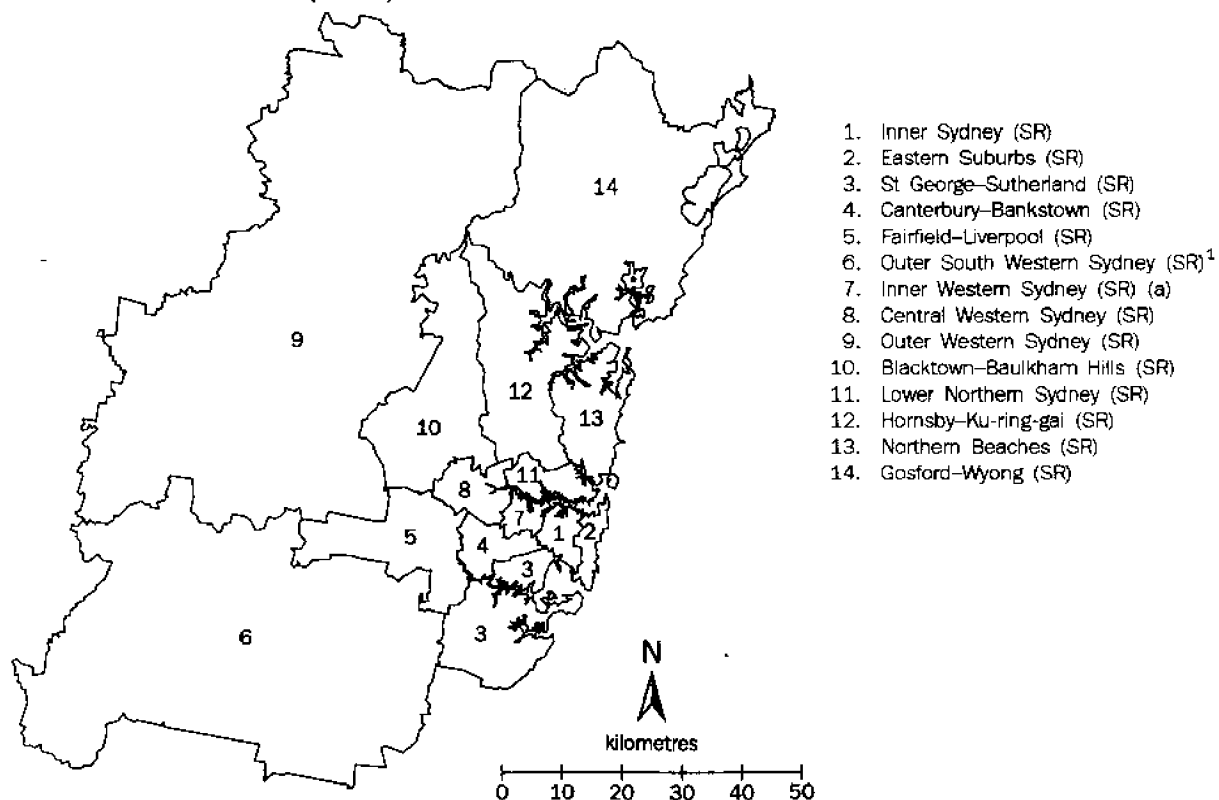 14
9
12
13
10
11
8
7
1
2
5
4
3
6
3
1. Inner Sydney (SR)
2. Eastern Suburbs (SR)
3. St George–Sutherland (SR)
4. Canterbury–Bankstown (SR)
5. Fairfield–Liverpool (SR)
6. Outer South Western Sydney (SR)¹
7. Inner Western Sydney (SR) (a)
8. Central Western Sydney (SR)
9. Outer Western Sydney (SR)
10. Blacktown–Baulkham Hills (SR)
11. Lower Northern Sydney (SR)
12. Hornsby–Ku-ring-gai (SR)
13. Northern Beaches (SR)
14. Gosford–Wyong (SR)
N
kilometres
0 10 20 30 40 50